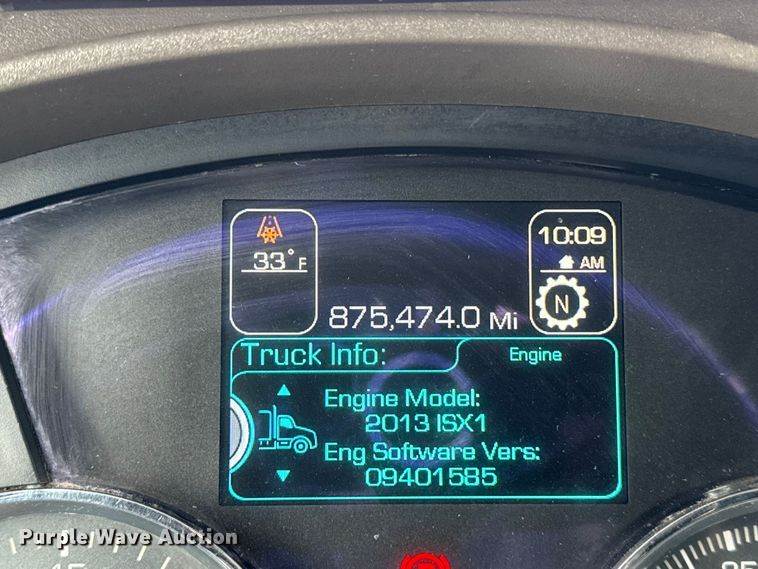 33° F
10:09
AM
N
875,474.0 Mi
Truck Info:
Engine
Engine Model:
2013 ISX1
Eng Software Vers:
09401585
Purple Wave Auction